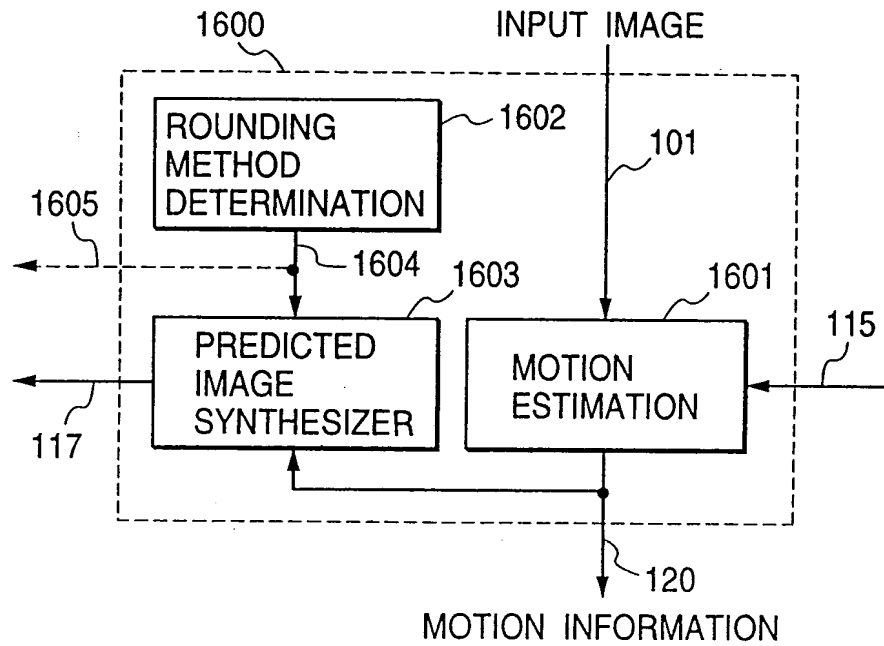 1600
INPUT IMAGE
ROUNDING
METHOD
DETERMINATION
1602
101
1605
1604
1603
1601
PREDICTED
IMAGE
SYNTHESIZER
MOTION
ESTIMATION
115
117
120
MOTION INFORMATION